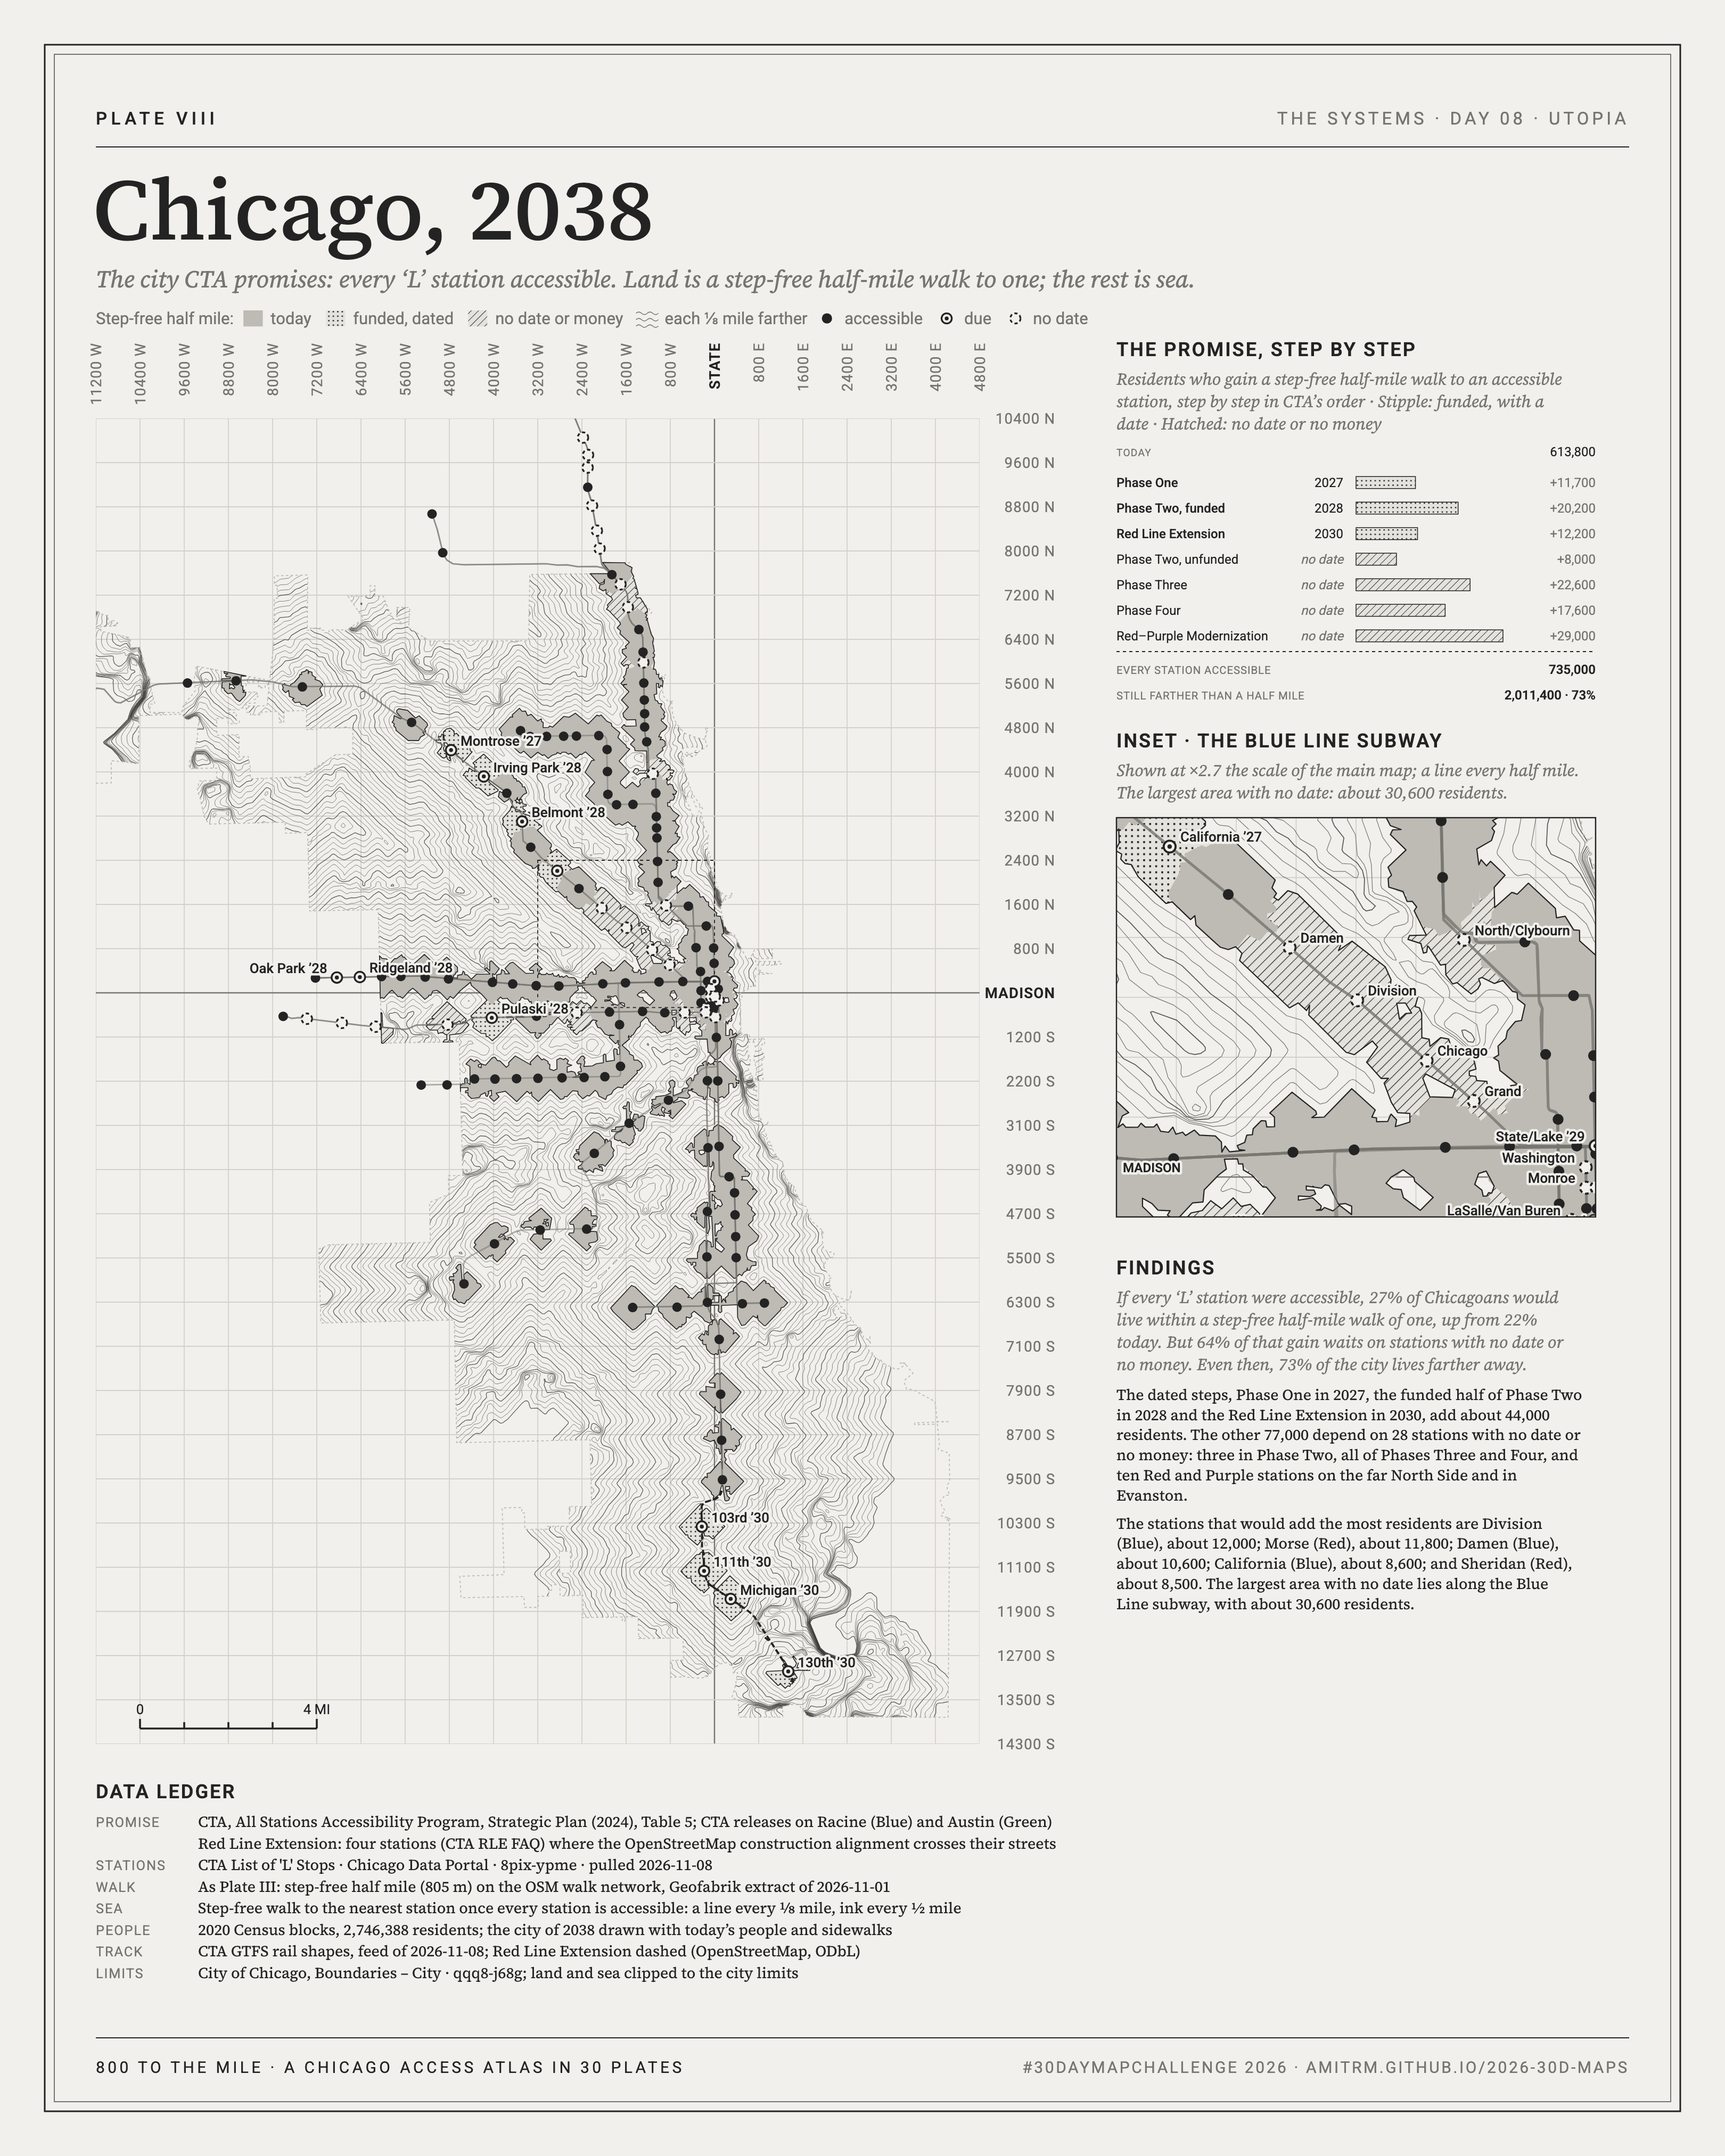 PLATE VIII
THE SYSTEMS · DAY 08 · UTOPIA
Chicago, 2038
The city CTA promises: every ‘L’ station accessible. Land is a step-free half-mile walk to one; the rest is sea.
Step-free half mile: today funded, dated no date or money each ⅛ mile farther accessible due no date
11200 W
10400 W
9600 W
8800 W
8000 W
7200 W
6400 W
5600 W
4800 W
4000 W
3200 W
2400 W
1600 W
800 W
STATE
800 E
1600 E
2400 E
3200 E
4000 E
4800 E
10400 N
9600 N
8800 N
8000 N
7200 N
6400 N
5600 N
4800 N
4000 N
3200 N
2400 N
1600 N
800 N
MADISON
1200 S
2200 S
3100 S
3900 S
4700 S
5500 S
6300 S
7100 S
7900 S
8700 S
9500 S
10300 S
11100 S
11900 S
12700 S
13500 S
14300 S
Montrose ’27
Irving Park ’28
Belmont ’28
Oak Park ’28
Ridgeland ’28
Pulaski ’28
103rd ’30
111th ’30
Michigan ’30
130th ’30
0 4 MI
THE PROMISE, STEP BY STEP
Residents who gain a step-free half-mile walk to an accessible
station, step by step in CTA’s order · Stipple: funded, with a
date · Hatched: no date or no money
TODAY 613,800
Phase One 2027 +11,700
Phase Two, funded 2028 +20,200
Red Line Extension 2030 +12,200
Phase Two, unfunded no date +8,000
Phase Three no date +22,600
Phase Four no date +17,600
Red–Purple Modernization no date +29,000
EVERY STATION ACCESSIBLE 735,000
STILL FARTHER THAN A HALF MILE 2,011,400 · 73%
INSET · THE BLUE LINE SUBWAY
Shown at ×2.7 the scale of the main map; a line every half mile.
The largest area with no date: about 30,600 residents.
California ’27
Damen
North/Clybourn
Division
Chicago
Grand
State/Lake ’29
Washington
MADISON
Monroe
LaSalle/Van Buren
FINDINGS
If every ‘L’ station were accessible, 27% of Chicagoans would
live within a step-free half-mile walk of one, up from 22%
today. But 64% of that gain waits on stations with no date or
no money. Even then, 73% of the city lives farther away.
The dated steps, Phase One in 2027, the funded half of Phase Two
in 2028 and the Red Line Extension in 2030, add about 44,000
residents. The other 77,000 depend on 28 stations with no date or
no money: three in Phase Two, all of Phases Three and Four, and
ten Red and Purple stations on the far North Side and in
Evanston.
The stations that would add the most residents are Division
(Blue), about 12,000; Morse (Red), about 11,800; Damen (Blue),
about 10,600; California (Blue), about 8,600; and Sheridan (Red),
about 8,500. The largest area with no date lies along the Blue
Line subway, with about 30,600 residents.
DATA LEDGER
PROMISE CTA, All Stations Accessibility Program, Strategic Plan (2024), Table 5; CTA releases on Racine (Blue) and Austin (Green)
Red Line Extension: four stations (CTA RLE FAQ) where the OpenStreetMap construction alignment crosses their streets
STATIONS CTA List of 'L' Stops · Chicago Data Portal · 8pix-ypme · pulled 2026-11-08
WALK As Plate III: step-free half mile (805 m) on the OSM walk network, Geofabrik extract of 2026-11-01
SEA Step-free walk to the nearest station once every station is accessible: a line every ⅛ mile, ink every ½ mile
PEOPLE 2020 Census blocks, 2,746,388 residents; the city of 2038 drawn with today’s people and sidewalks
TRACK CTA GTFS rail shapes, feed of 2026-11-08; Red Line Extension dashed (OpenStreetMap, ODbL)
LIMITS City of Chicago, Boundaries – City · qqq8-j68g; land and sea clipped to the city limits
800 TO THE MILE · A CHICAGO ACCESS ATLAS IN 30 PLATES
#30DAYMAPCHALLENGE 2026 · AMITRM.GITHUB.IO/2026-30D-MAPS